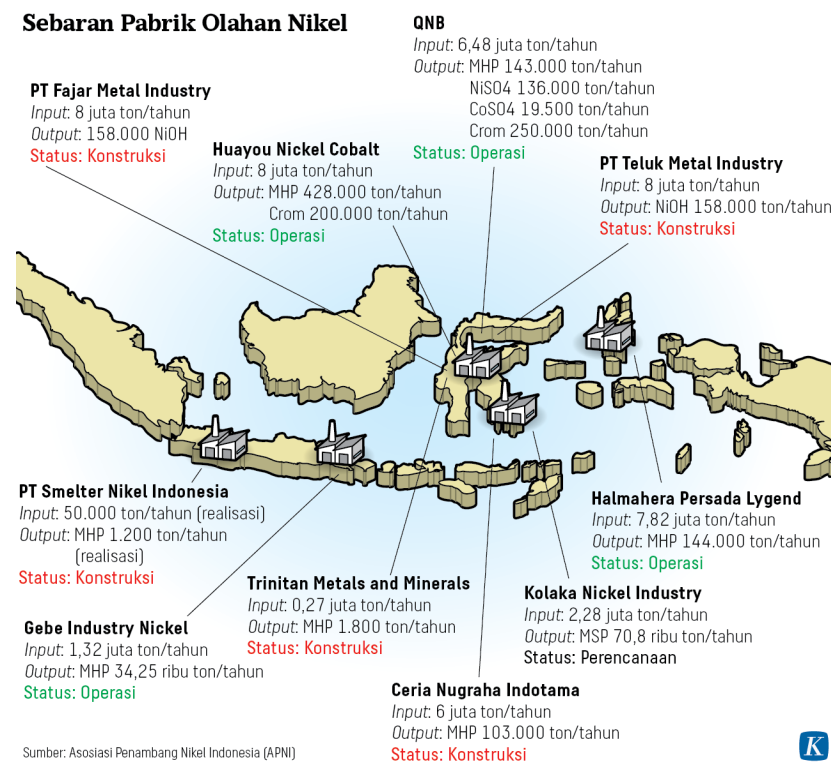 Sebaran Pabrik Olahan Nikel
QNB
Input: 6,48 juta ton/tahun
Output: MHP 143.000 ton/tahun
NiSO4 136.000 ton/tahun
CoSO4 19.500 ton/tahun
Crom 250.000 ton/tahun
Status: Operasi
PT Fajar Metal Industry
Input: 8 juta ton/tahun
Output: 158.000 NiOH
Status: Konstruksi
Huayou Nickel Cobalt
Input: 8 juta ton/tahun
Output: MHP 428.000 ton/tahun
Crom 200.000 ton/tahun
Status: Operasi
PT Teluk Metal Industry
Input: 8 juta ton/tahun
Output: NiOH 158.000 ton/tahun
Status: Konstruksi
PT Smelter Nikel Indonesia
Input: 50.000 ton/tahun (realisasi)
Output: MHP 1.200 ton/tahun
(realisasi)
Status: Konstruksi
Halmahera Persada Lygend
Input: 7,82 juta ton/tahun
Output: MHP 144.000 ton/tahun
Status: Operasi
Trinitan Metals and Minerals
Input: 0,27 juta ton/tahun
Output: MHP 1.800 ton/tahun
Status: Konstruksi
Kolaka Nickel Industry
Input: 2,28 juta ton/tahun
Output: MSP 70,8 ribu ton/tahun
Status: Perencanaan
Gebe Industry Nickel
Input: 1,32 juta ton/tahun
Output: MHP 34,25 ribu ton/tahun
Status: Operasi
Ceria Nugraha Indotama
Input: 6 juta ton/tahun
Output: MHP 103.000 ton/tahun
Status: Konstruksi
Sumber: Asosiasi Penambang Nikel Indonesia (APNI)
K